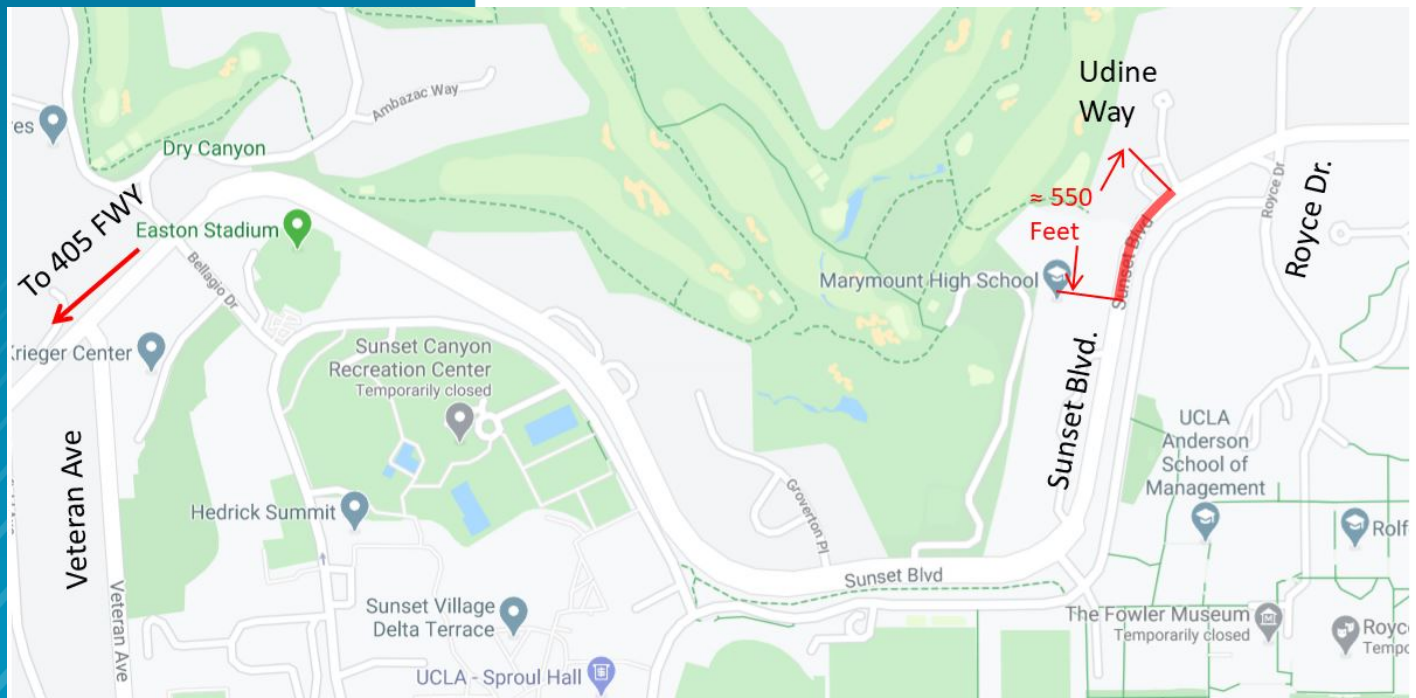 Udine
Way
Ambazac Way
Dry Canyon
To 405 FWY
Easton Stadium
≈ 550
Feet
Royce Dr
Royce Dr.
Sunset Blvd
Marymount High School
Bellagio Dr
Krieger Center
Sunset Canyon
Recreation Center
Temporarily closed
Sunset Blvd.
UCLA
Anderson
School of
Management
Veteran Ave
Hedrick Summit
Groverton Pl
Sunset Blvd
Veteran Ave
Sunset Village
Delta Terrace
The Fowler Museum
Temporarily closed
UCLA - Sproul Hall